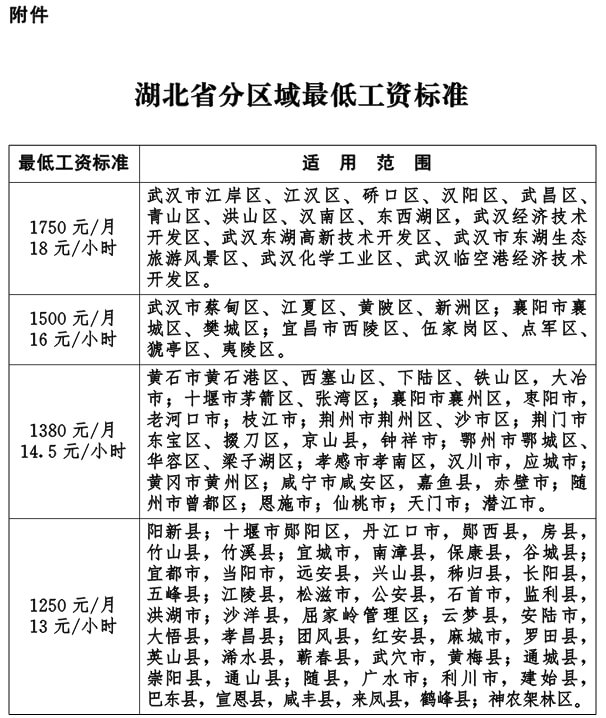 附件
湖北省分区域最低工资标准
最低工资标准
适用范围
1750 元/月
18 元/小时
武汉市江岸区、江汉区、硚口区、汉阳区、武昌区、
青山区、洪山区、汉南区、东西湖区，武汉经济技术
开发区、武汉东湖高新技术开发区、武汉市东湖生态
旅游风景区、武汉化学工业区、武汉临空港经济技术
开发区。
1500 元/月
16 元/小时
武汉市蔡甸区、江夏区、黄陂区、新洲区；襄阳市襄
城区、樊城区；宜昌市西陵区、伍家岗区、点军区、
猇亭区、夷陵区。
1380 元/月
14.5 元/小时
黄石市黄石港区、西塞山区、下陆区、铁山区，大冶
市；十堰市茅箭区、张湾区；襄阳市襄州区，枣阳市，
老河口市；枝江市；荆州市荆州区、沙市区；荆门市
东宝区、掇刀区，京山县，钟祥市；鄂州市鄂城区、
华容区、梁子湖区；孝感市孝南区，汉川市，应城市；
黄冈市黄州区；咸宁市咸安区，嘉鱼县，赤壁市；随
州市曾都区；恩施市；仙桃市；天门市；潜江市。
1250 元/月
13 元/小时
阳新县；十堰市郧阳区，丹江口市，郧西县，房县，
竹山县，竹溪县；宜城市，南漳县，保康县，谷城县；
宜都市，当阳市，远安县，兴山县，秭归县，长阳县，
五峰县；江陵县，松滋市，公安县，石首市，监利县，
洪湖市；沙洋县，屈家岭管理区；云梦县，安陆市，
大悟县，孝昌县；团风县，红安县，麻城市，罗田县，
英山县，浠水县，蕲春县，武穴市，黄梅县；通城县，
崇阳县，通山县；随县，广水市；利川市，建始县，
巴东县，宣恩县，咸丰县，来凤县，鹤峰县；神农架林区。